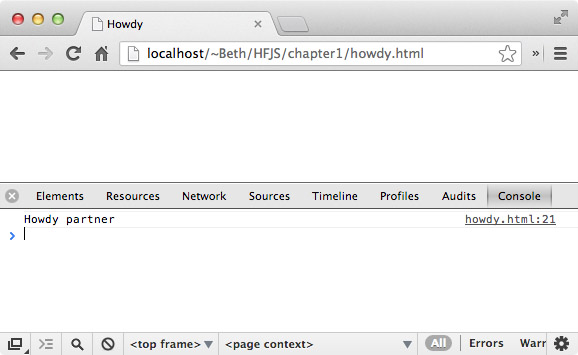 Howdy
localhost/~Beth/HFJS/chapter1/howdy.html
»
Elements Resources Network Sources Timeline Profiles Audits Console
Howdy partner howdy.html:21
<top frame> <page context> All Errors Warr